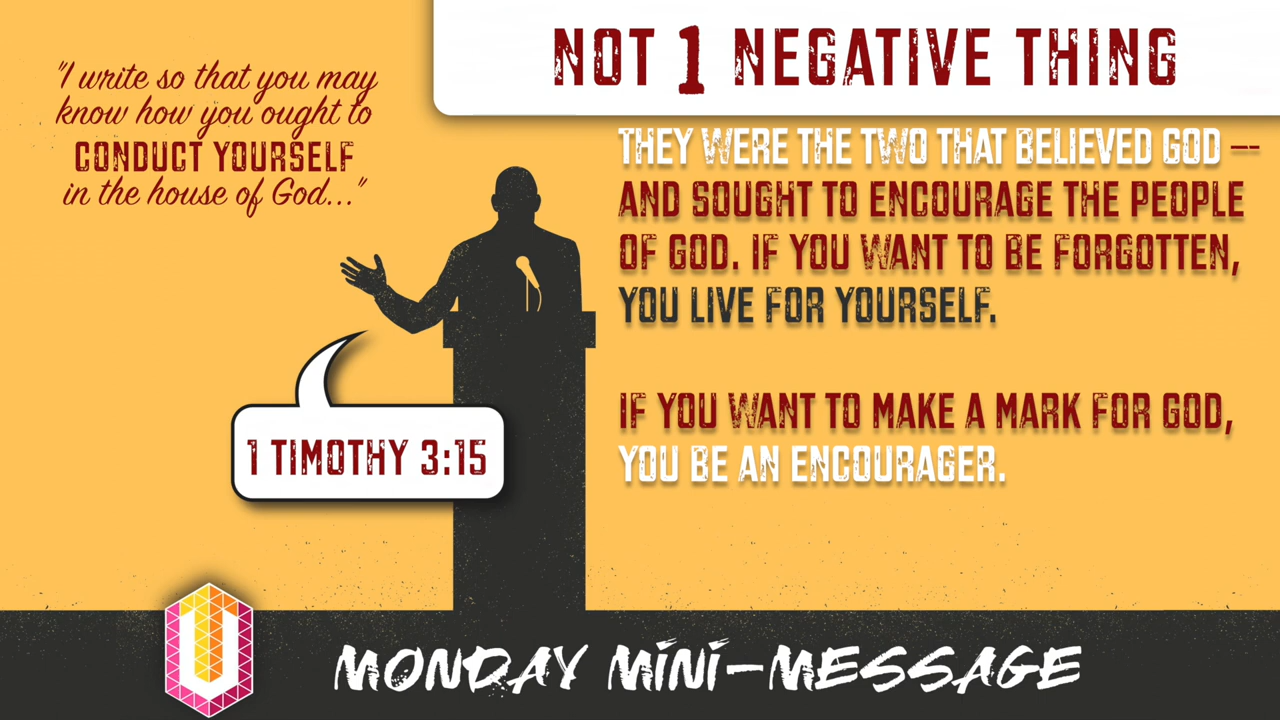 "I write so that you may
know how you ought to
CONDUCT YOURSELF
in the house of God..."
1 TIMOTHY 3:15
NOT 1 NEGATIVE THING
THEY WERE THE TWO THAT BELIEVED GOD --
AND SOUGHT TO ENCOURAGE THE PEOPLE
OF GOD. IF YOU WANT TO BE FORGOTTEN,
YOU LIVE FOR YOURSELF.
IF YOU WANT TO MAKE A MARK FOR GOD,
YOU BE AN ENCOURAGER.
U
MONDAY MINI-MESSAGE